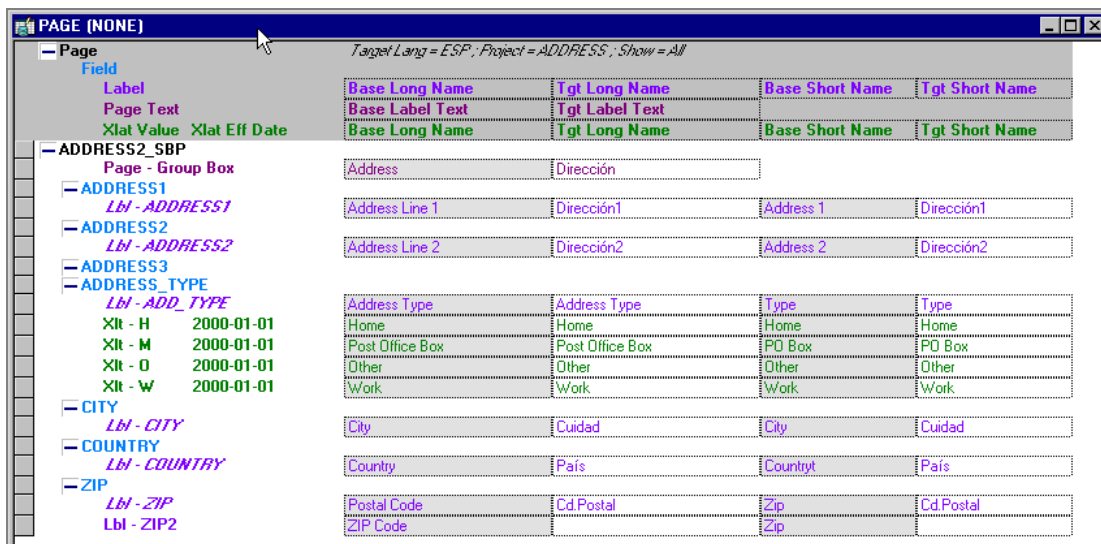 PAGE (NONE)
Page Target Lang = ESP ; Project = ADDRESS ; Show = All
Field
Label Base Long Name Tgt Long Name Base Short Name Tgt Short Name
Page Text Base Label Text Tgt Label Text
Xlat Value Xlat Eff Date Base Long Name Tgt Long Name Base Short Name Tgt Short Name
ADDRESS2_SBP
Page - Group Box Address Dirección
ADDRESS1
Lbl - ADDRESS1 Address Line 1 Dirección1 Address 1 Dirección1
ADDRESS2
Lbl - ADDRESS2 Address Line 2 Dirección2 Address 2 Dirección2
ADDRESS3
ADDRESS_TYPE
Lbl - ADD_TYPE Address Type Address Type Type Type
Xlt - H 2000-01-01 Home Home Home Home
Xlt - M 2000-01-01 Post Office Box Post Office Box PO Box PO Box
Xlt - O 2000-01-01 Other Other Other Other
Xlt - W 2000-01-01 Work Work Work Work
CITY
Lbl - CITY City Cuidad City Cuidad
COUNTRY
Lbl - COUNTRY Country País Countryt País
ZIP
Lbl - ZIP Postal Code Cd.Postal Zip Cd.Postal
Lbl - ZIP2 ZIP Code Zip